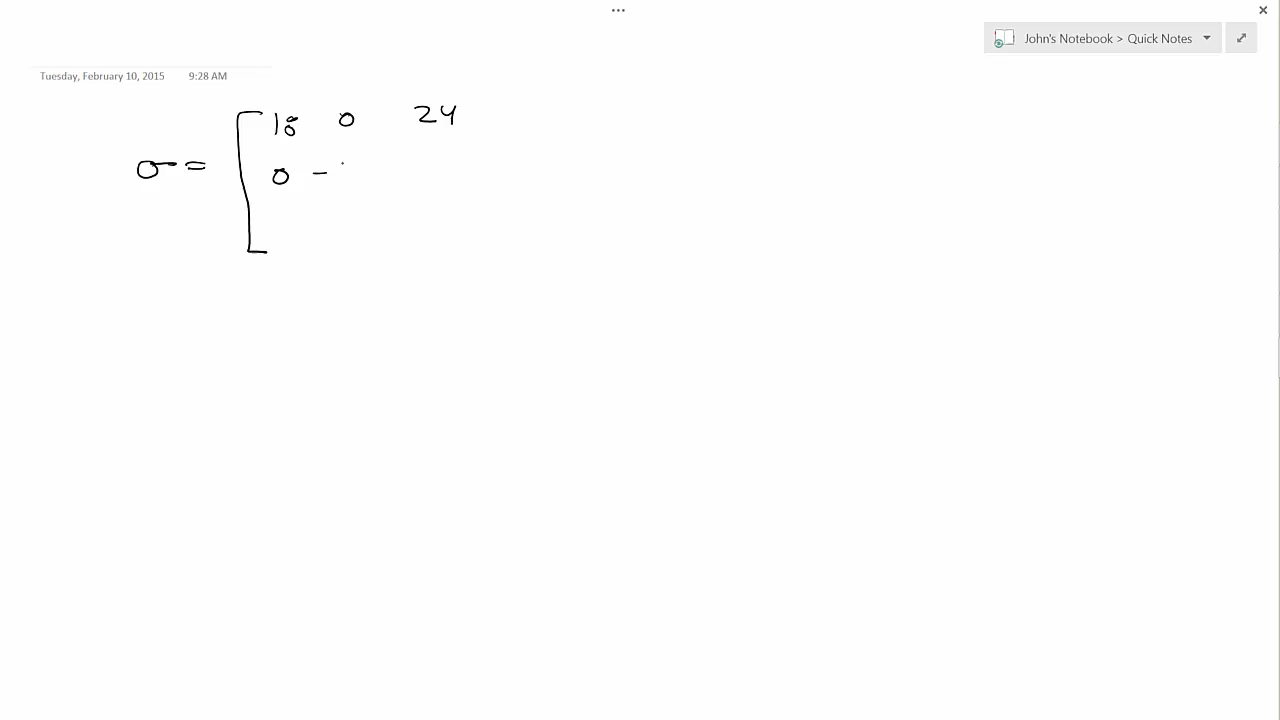 ...
John's Notebook > Quick Notes
Tuesday, February 10, 2015 9:28 AM
18 0 24
σ = [ 0 -